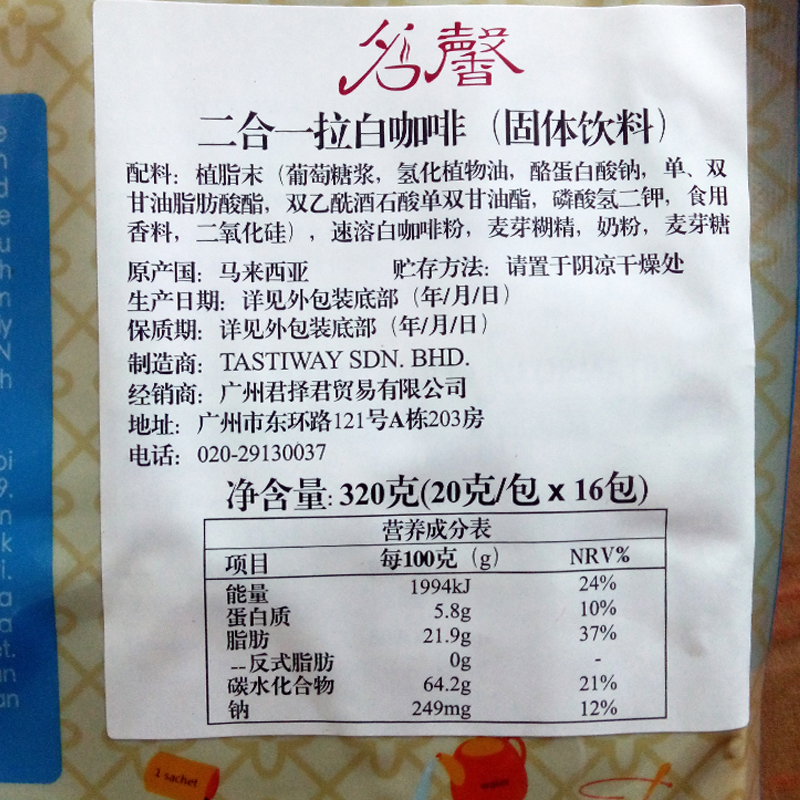 名馨
二合一拉白咖啡（固体饮料）
配料：植脂末（葡萄糖浆，氢化植物油，酪蛋白酸钠，单、双
甘油脂肪酸酯，双乙酰酒石酸单双甘油酯，磷酸氢二钾，食用
香料，二氧化硅），速溶白咖啡粉，麦芽糊精，奶粉，麦芽糖
原产国：马来西亚 贮存方法：请置于阴凉干燥处
生产日期：详见外包装底部（年/月/日）
保质期：详见外包装底部（年/月/日）
制造商：TASTIWAY SDN. BHD.
经销商：广州君择君贸易有限公司
地址：广州市东环路121号A栋203房
电话：020-29130037
净含量: 320克(20克/包 x 16包)
营养成分表
项目 每100克（g） NRV%
能量 1994kJ 24%
蛋白质 5.8g 10%
脂肪 21.9g 37%
--反式脂肪 0g -
碳水化合物 64.2g 21%
钠 249mg 12%
1 sachet